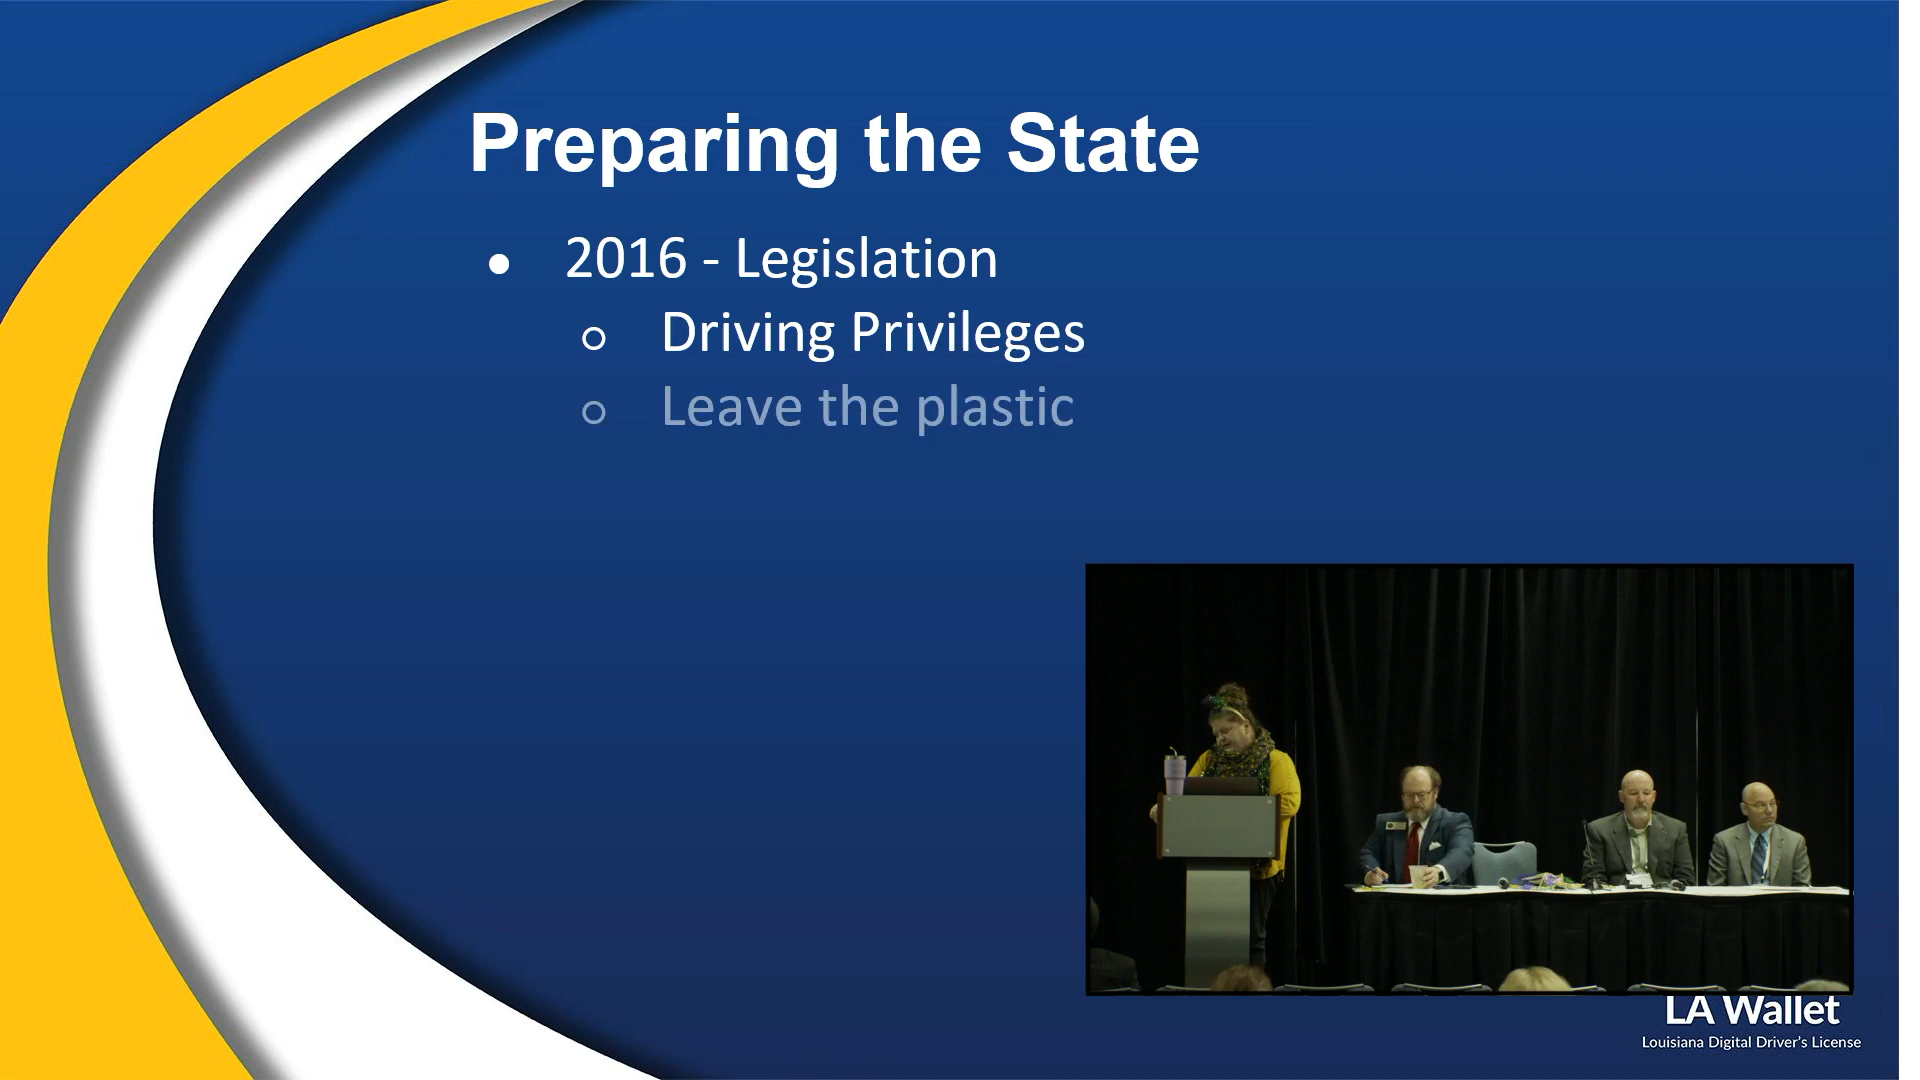 Preparing the State
● 2016 - Legislation
○ Driving Privileges
○ Leave the plastic
LA Wallet
Louisiana Digital Driver's License